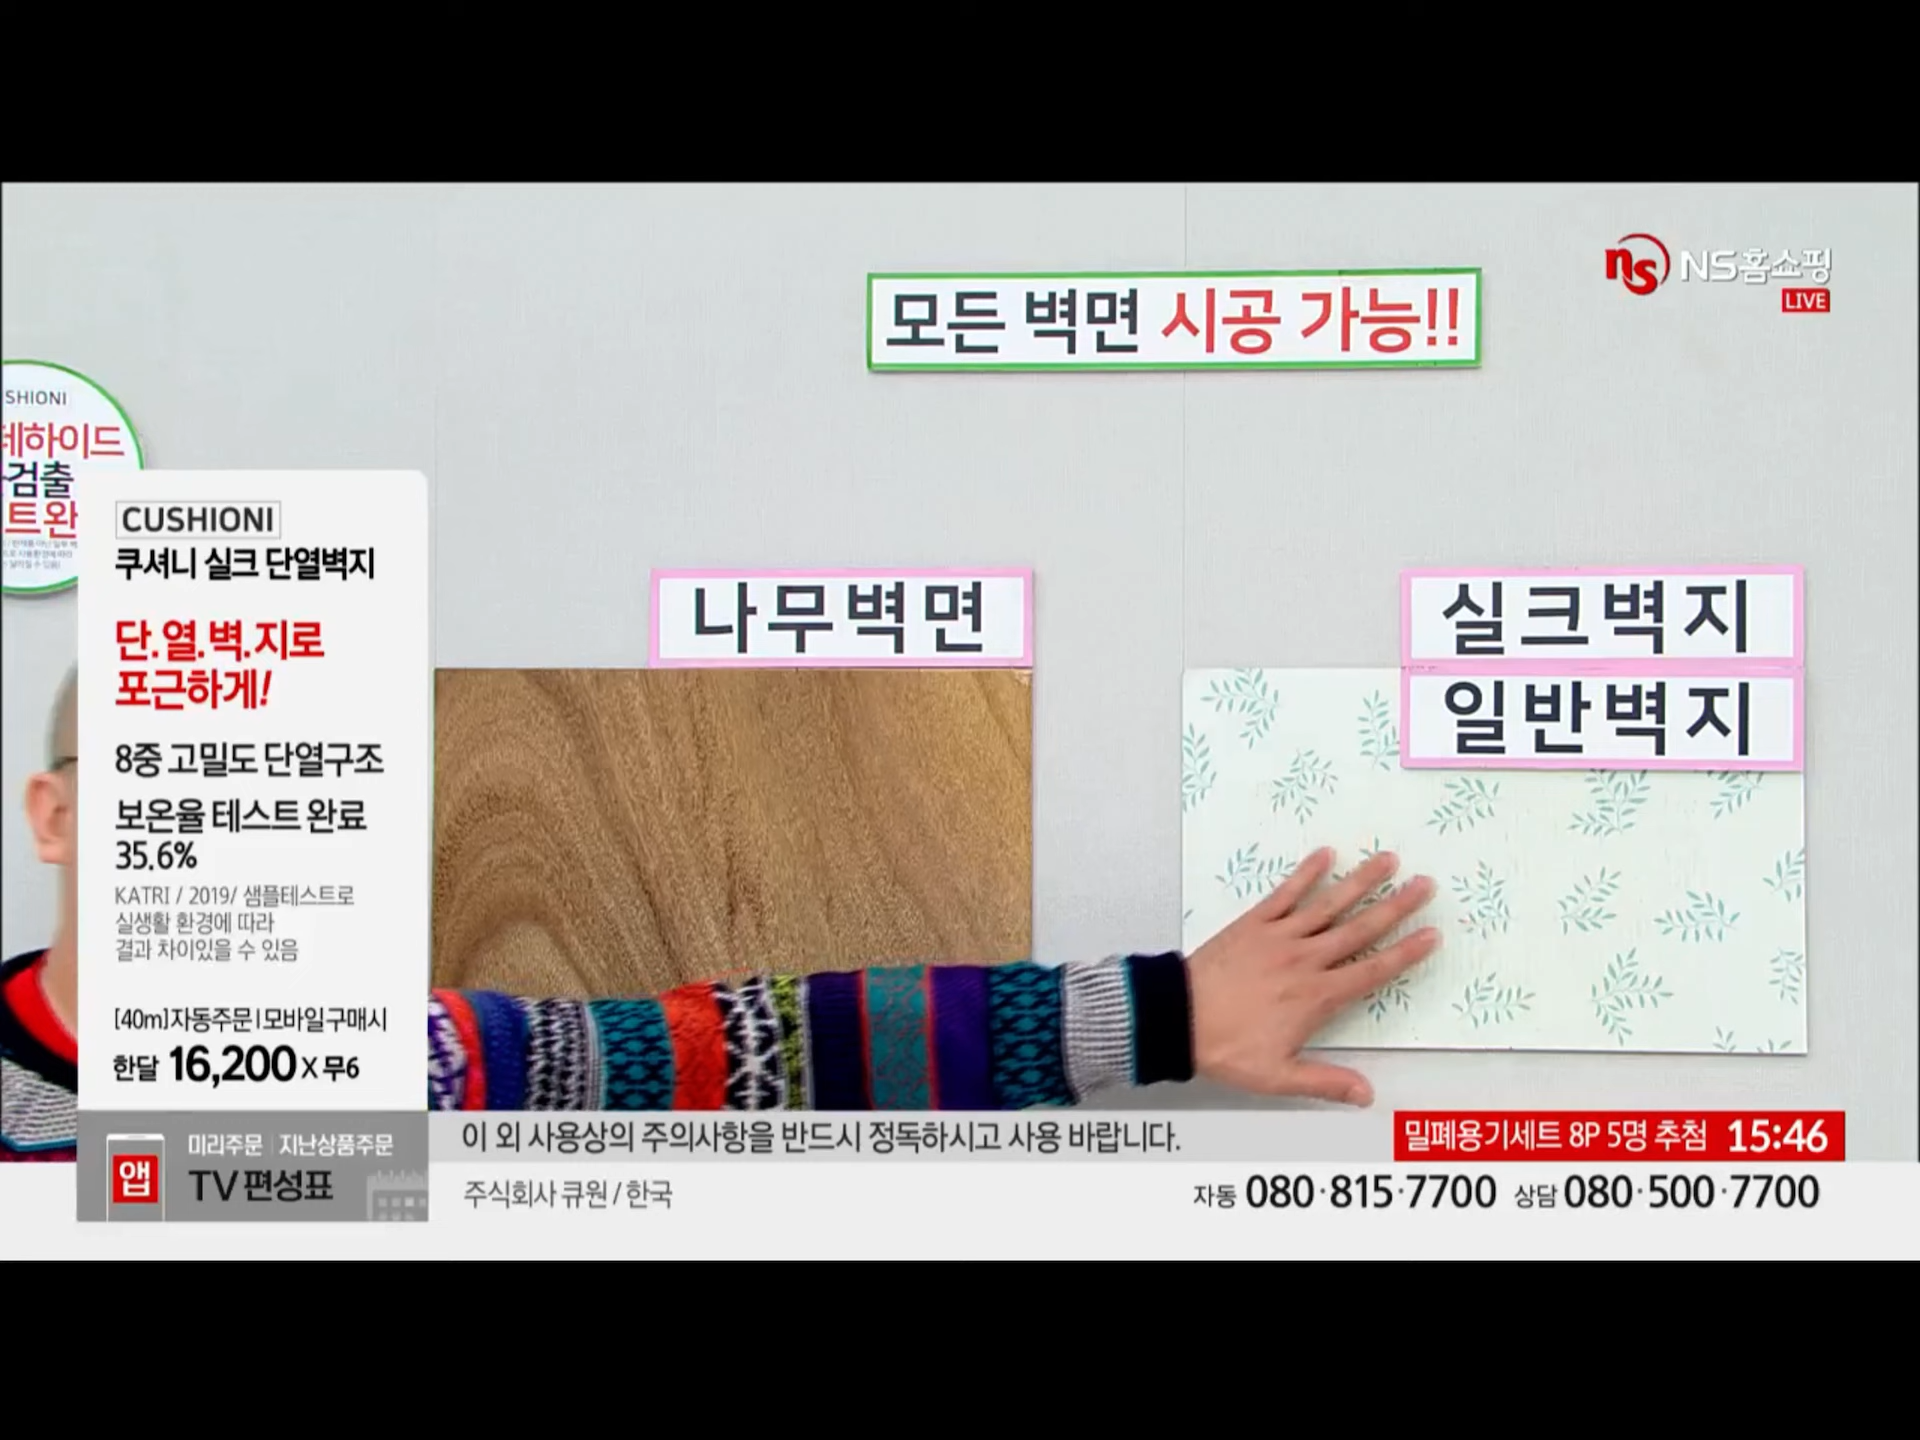 ns NS홈쇼핑
LIVE
모든 벽면 시공 가능!!
SHIONI
데하이드
검출
트완
나무벽면
실크벽지
일반벽지
CUSHIONI
쿠셔니 실크 단열벽지
단.열.벽.지로
포근하게!
8중 고밀도 단열구조
보온율 테스트 완료
35.6%
KATRI / 2019/ 샘플테스트로
실생활 환경에 따라
결과 차이있을 수 있음
[40m]자동주문|모바일구매시
한달 16,200 X 무6
앱
미리주문 | 지난상품주문
TV 편성표
이 외 사용상의 주의사항을 반드시 정독하시고 사용 바랍니다.
밀폐용기세트 8P 5명 추첨 15:46
주식회사 큐원 / 한국
자동 080·815·7700 상담 080·500·7700